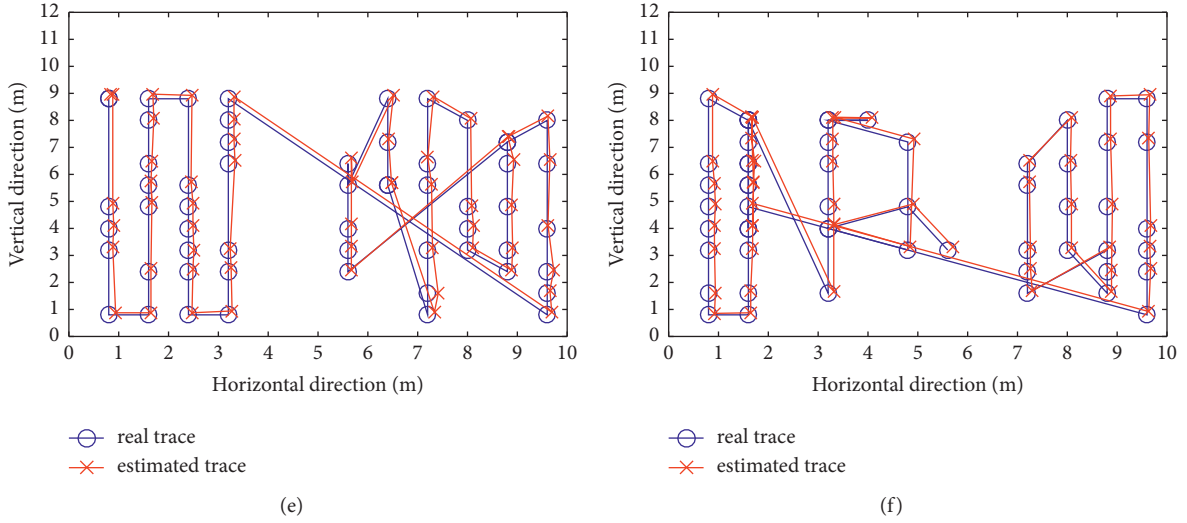 12
11
10
9
8
7
6
5
4
3
2
1
0
Vertical direction (m)
0 1 2 3 4 5 6 7 8 9 10
Horizontal direction (m)
real trace
estimated trace
(e)
12
11
10
9
8
7
6
5
4
3
2
1
0
Vertical direction (m)
0 1 2 3 4 5 6 7 8 9 10
Horizontal direction (m)
real trace
estimated trace
(f)